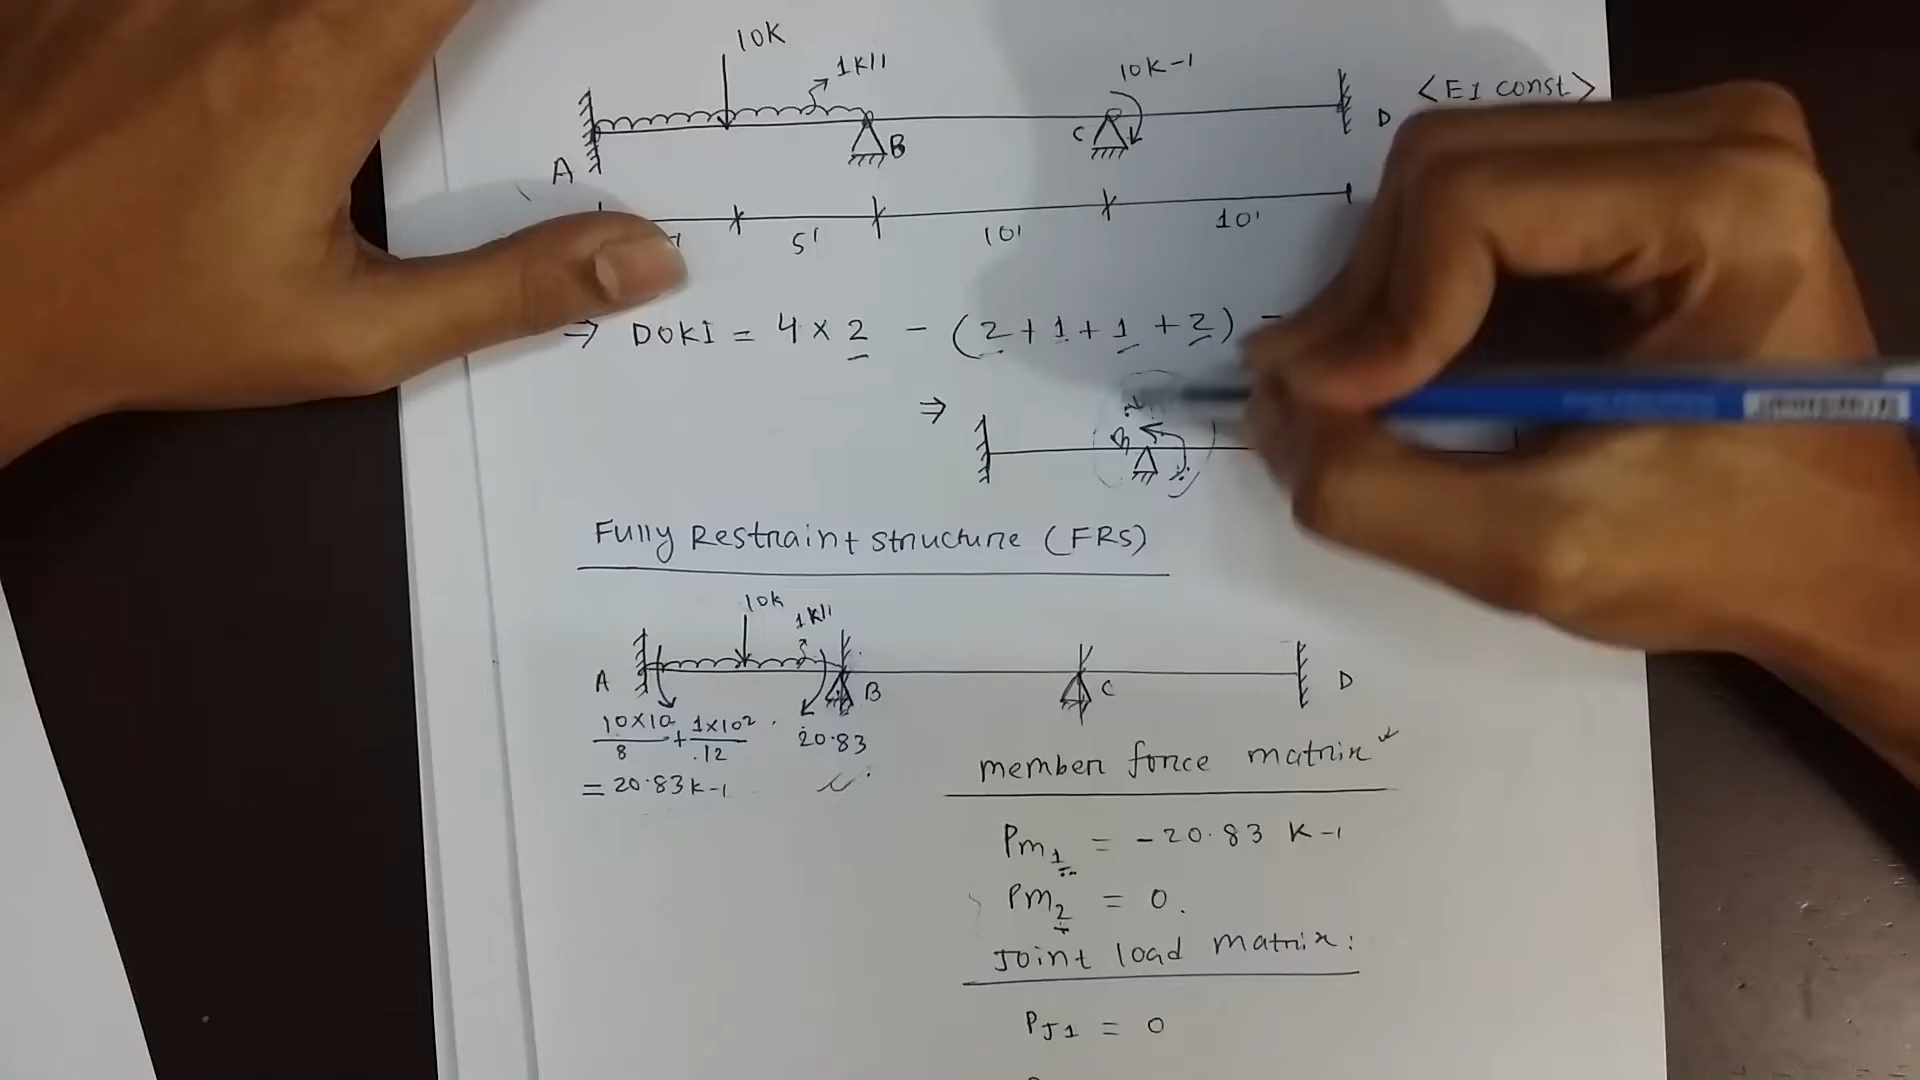 10K
1K/1
10K-1
<EI const>
A
B
C
D
5'
10'
10'
⇒ DOKI = 4 × 2 - (2+1+1+2) =
⇒
B
Fully Restraint structure (FRS)
10K
1K/1
A
B
C
D
10×10/8 + 1×10²/12
20.83
= 20.83 K-1
member force matrix
Pm1 = -20.83 K-1
Pm2 = 0.
Joint load matrix:
PJ1 = 0